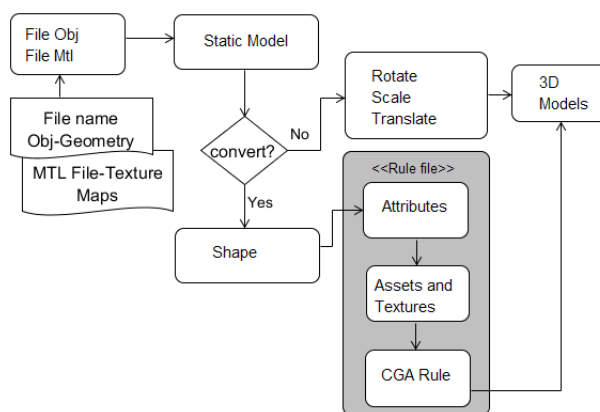 File Obj
File Mtl
Static Model
Rotate
Scale
Translate
3D
Models
File name
Obj-Geometry
MTL File-Texture
Maps
convert?
No
Yes
Shape
<<Rule file>>
Attributes
Assets and
Textures
CGA Rule